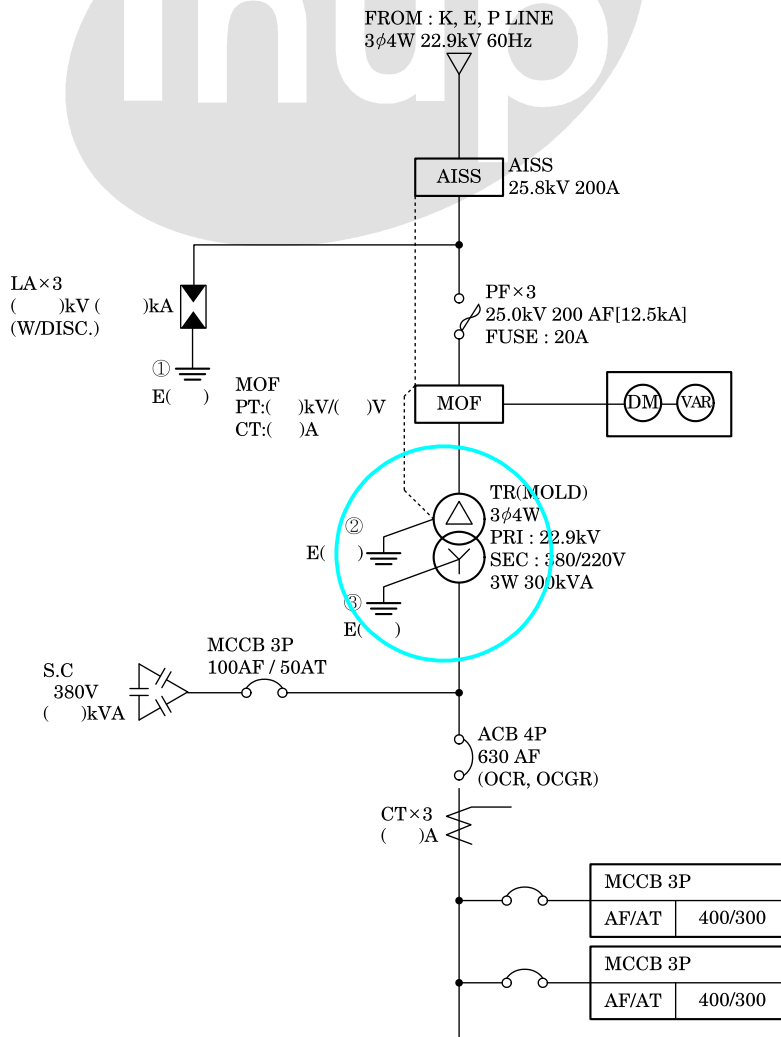 inup
FROM : K, E, P LINE
3φ4W 22.9kV 60Hz
AISS
AISS
25.8kV 200A
LA×3
(     )kV (     )kA
(W/DISC.)
①
E(     )
PF×3
25.0kV 200 AF[12.5kA]
FUSE : 20A
MOF
PT:(     )kV/(     )V
CT:(     )A
MOF
DM
VAR
TR(MOLD)
3φ4W
PRI : 22.9kV
SEC : 380/220V
3W 300kVA
②
E(     )
③
E(     )
MCCB 3P
100AF / 50AT
S.C
380V
(     )kVA
ACB 4P
630 AF
(OCR, OCGR)
CT×3
(     )A
MCCB 3P
AF/AT 400/300
MCCB 3P
AF/AT 400/300